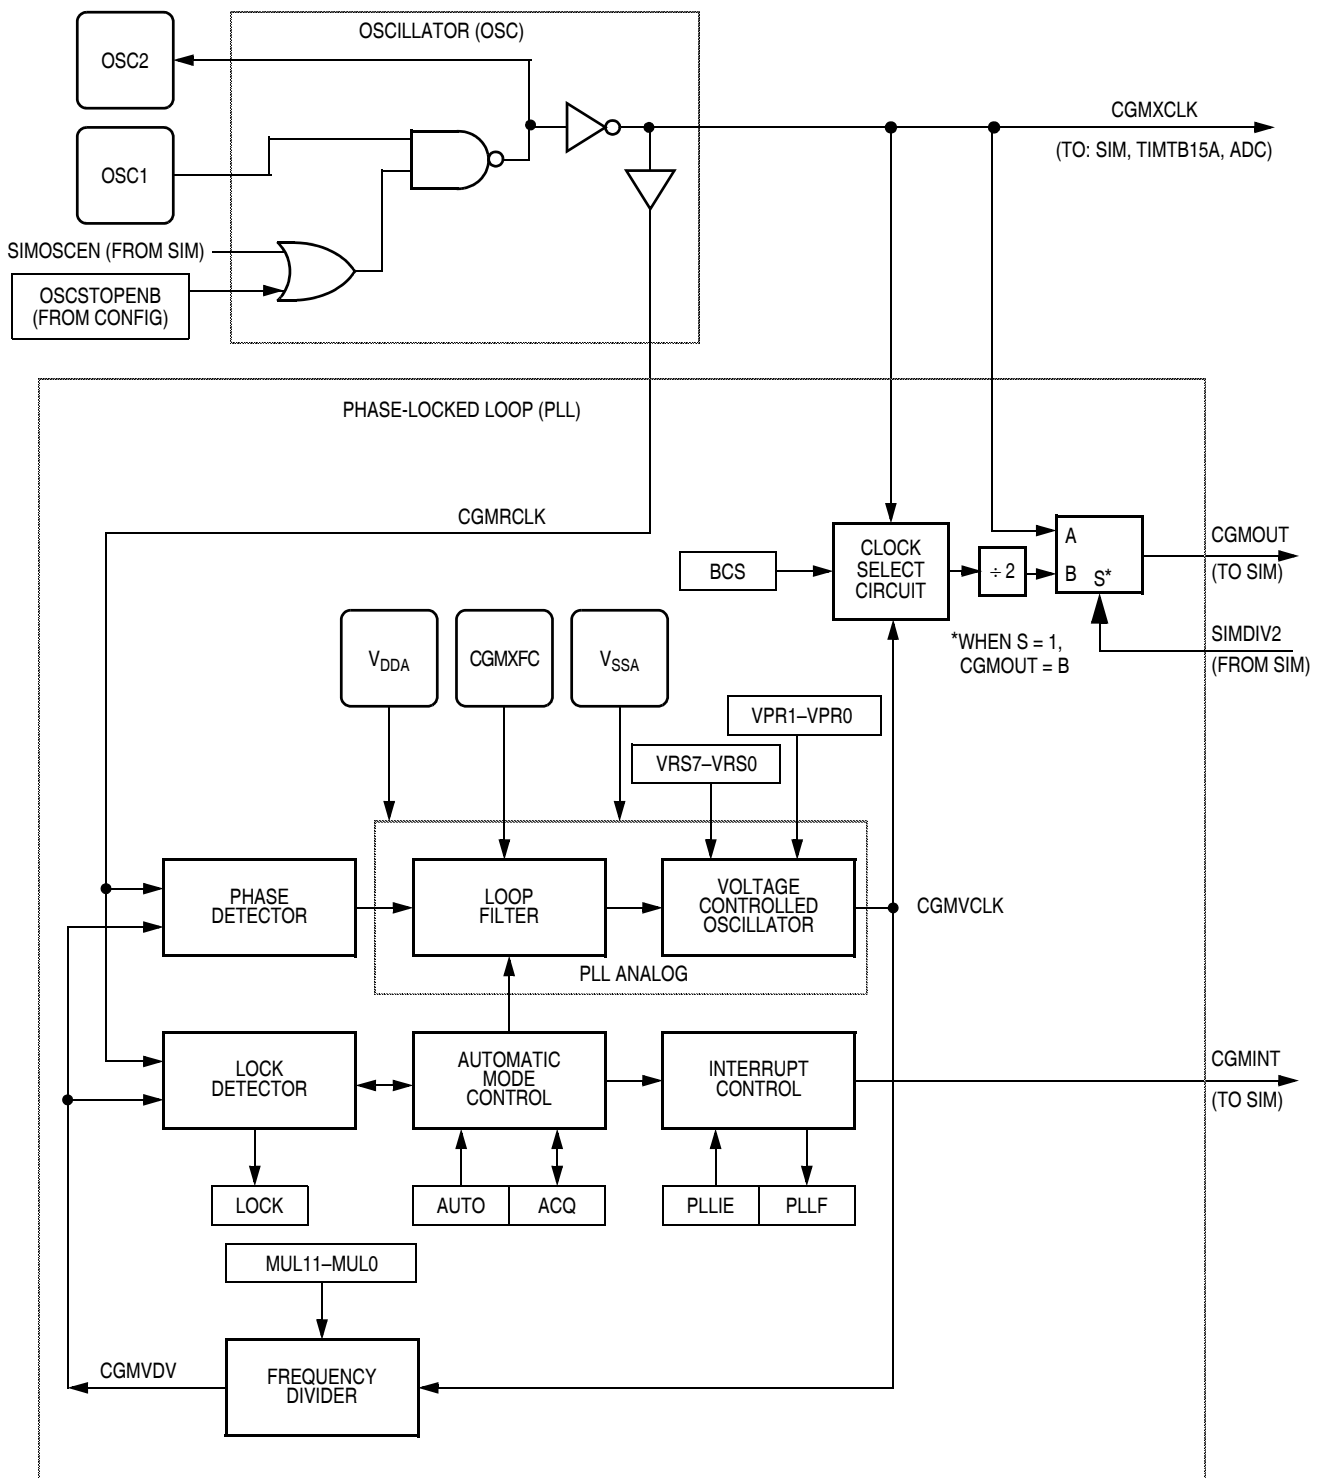 OSCILLATOR (OSC)
OSC2
CGMXCLK
(TO: SIM, TIMTB15A, ADC)
OSC1
SIMOSCEN (FROM SIM)
OSCSTOPENB
(FROM CONFIG)
PHASE-LOCKED LOOP (PLL)
CGMRCLK
BCS
CLOCK
SELECT
CIRCUIT
÷ 2
A
B
S*
CGMOUT
(TO SIM)
*WHEN S = 1,
CGMOUT = B
SIMDIV2
(FROM SIM)
VDDA
CGMXFC
VSSA
VPR1–VPR0
VRS7–VRS0
PHASE
DETECTOR
LOOP
FILTER
VOLTAGE
CONTROLLED
OSCILLATOR
CGMVCLK
PLL ANALOG
LOCK
DETECTOR
AUTOMATIC
MODE
CONTROL
INTERRUPT
CONTROL
CGMINT
(TO SIM)
LOCK
AUTO
ACQ
PLLIE
PLLF
MUL11–MUL0
CGMVDV
FREQUENCY
DIVIDER